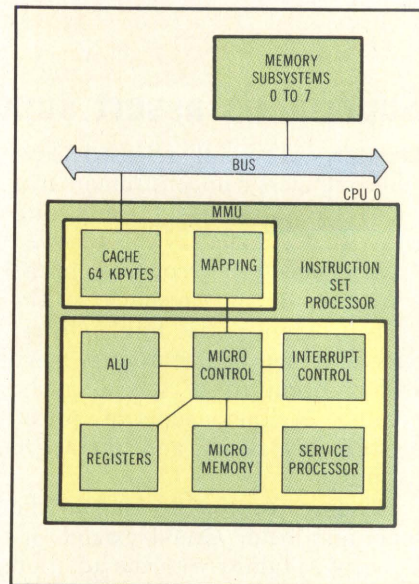 MEMORY
SUBSYSTEMS
0 TO 7
BUS
CPU 0
MMU
CACHE
64 KBYTES
MAPPING
INSTRUCTION
SET
PROCESSOR
ALU
MICRO
CONTROL
INTERRUPT
CONTROL
REGISTERS
MICRO
MEMORY
SERVICE
PROCESSOR